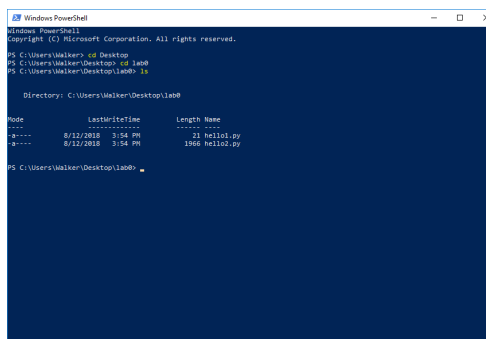 Windows PowerShell
Windows PowerShell
Copyright (C) Microsoft Corporation. All rights reserved.
PS C:\Users\Walker> cd Desktop
PS C:\Users\Walker\Desktop> cd lab0
PS C:\Users\Walker\Desktop\lab0> ls
Directory: C:\Users\Walker\Desktop\lab0
Mode LastWriteTime Length Name
---- ------------- ------ ----
-a---- 8/12/2018 3:54 PM 21 hello1.py
-a---- 8/12/2018 3:54 PM 1966 hello2.py
PS C:\Users\Walker\Desktop\lab0>